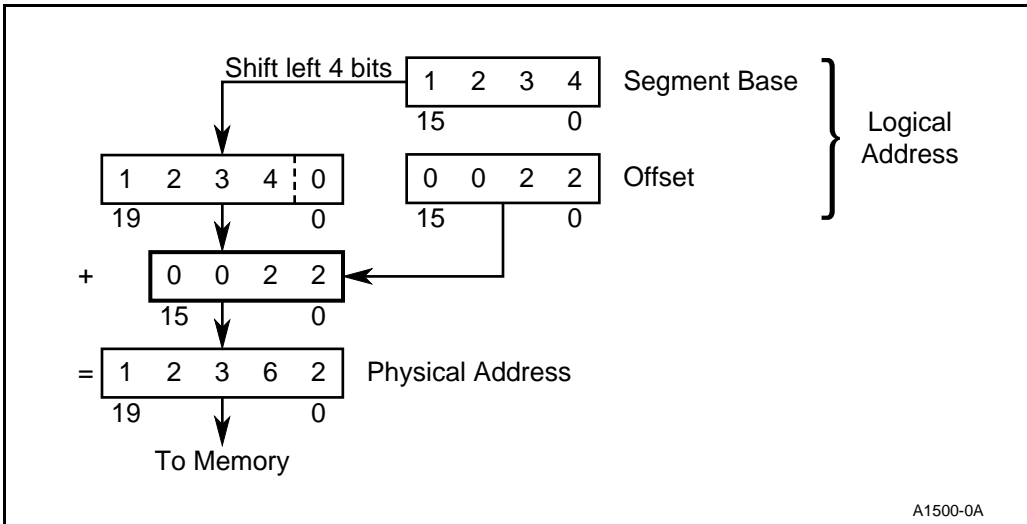 Shift left 4 bits
1 2 3 4 Segment Base
15 0
Logical
Address
1 2 3 4 0
19 0
0 0 2 2 Offset
15 0
+ 0 0 2 2
15 0
= 1 2 3 6 2 Physical Address
19 0
To Memory
A1500-0A